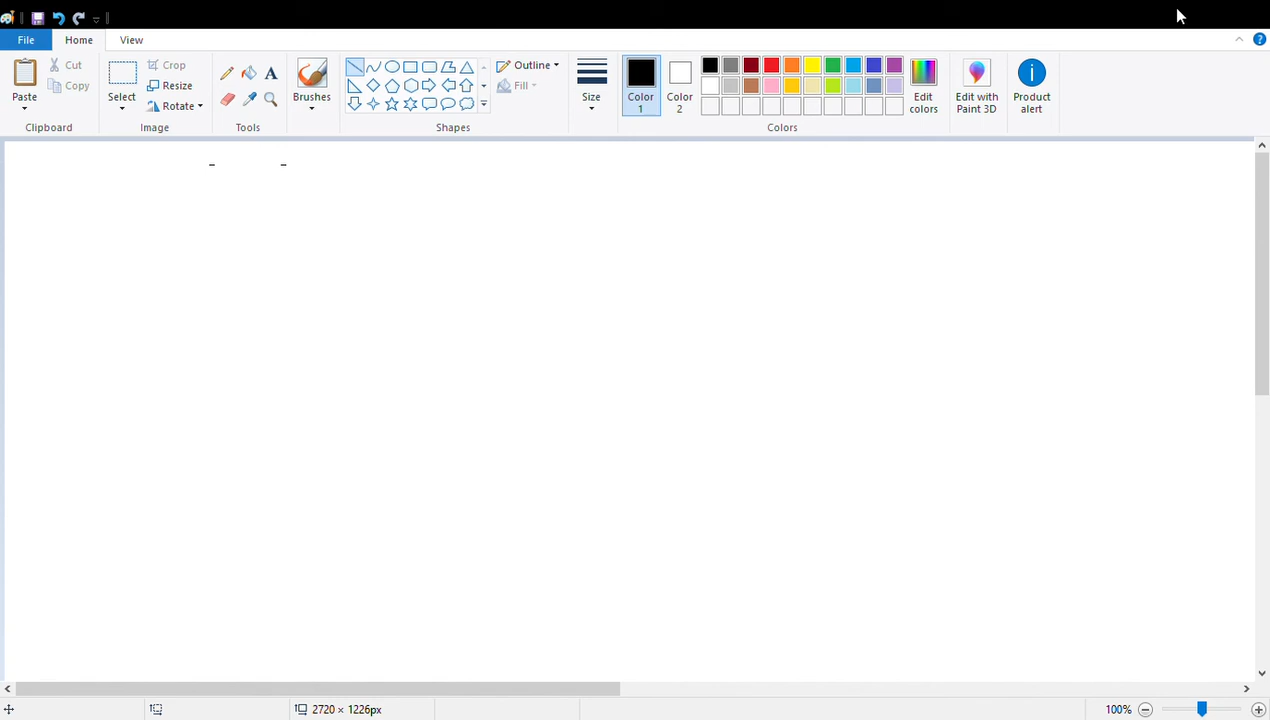 File Home View
Paste Cut Copy Select Crop Resize Rotate Brushes Outline Fill Size Color 1 Color 2 Edit colors Edit with Paint 3D Product alert
Clipboard Image Tools Shapes Colors
2720 × 1226px 100%